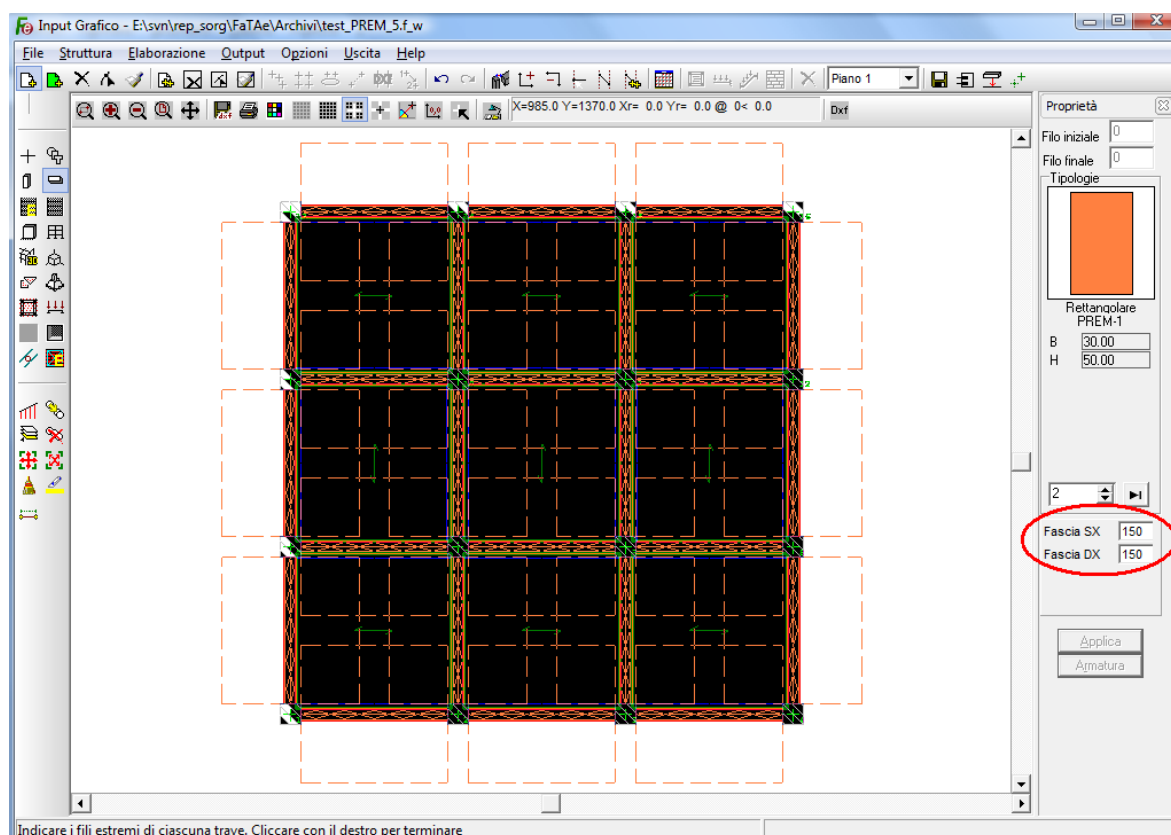 Input Grafico - E:\svn\rep_sorg\FaTAe\Archivi\test_PREM_5.f_w
File Struttura Elaborazione Output Opzioni Uscita Help
Piano 1
X=985.0 Y=1370.0 Xr= 0.0 Yr= 0.0 @ 0< 0.0
Dxf
Proprietà
Filo iniziale 0
Filo finale 0
Tipologie
Rettangolare
PREM-1
B 30.00
H 50.00
2
Fascia SX 150
Fascia DX 150
Applica
Armatura
Indicare i fili estremi di ciascuna trave. Cliccare con il destro per terminare